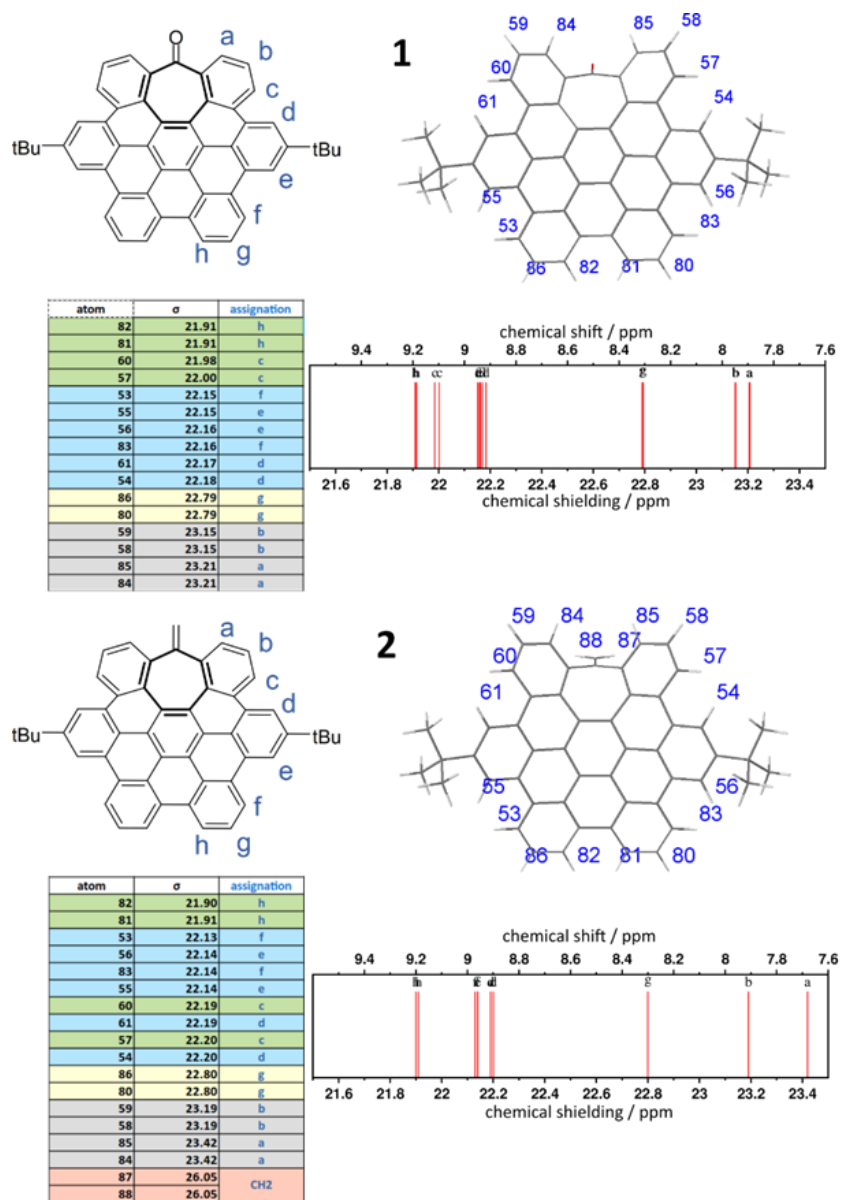 O
a
b
c
d
tBu
tBu
e
f
g
h
1
59
84
85
58
60
57
61
54
55
56
53
83
86
82
81
80
atom σ assignation
82 21.91 h
81 21.91 h
60 21.98 c
57 22.00 c
53 22.15 f
55 22.15 e
56 22.16 e
83 22.16 f
61 22.17 d
54 22.18 d
86 22.79 g
80 22.79 g
59 23.15 b
58 23.15 b
85 23.21 a
84 23.21 a
chemical shift / ppm
9.4 9.2 9 8.8 8.6 8.4 8.2 8 7.8 7.6
h c c d g b a
21.6 21.8 22 22.2 22.4 22.6 22.8 23 23.2 23.4
chemical shielding / ppm
a
b
c
d
tBu
tBu
e
f
g
h
2
59
84
85
58
88
87
60
57
61
54
55
56
53
83
86
82
81
80
atom σ assignation
82 21.90 h
81 21.91 h
53 22.13 f
56 22.14 e
83 22.14 f
55 22.14 e
60 22.19 c
61 22.19 d
57 22.20 c
54 22.20 d
86 22.80 g
80 22.80 g
59 23.19 b
58 23.19 b
85 23.42 a
84 23.42 a
87 26.05 CH2
88 26.05
chemical shift / ppm
9.4 9.2 9 8.8 8.6 8.4 8.2 8 7.8 7.6
h h d g b a
21.6 21.8 22 22.2 22.4 22.6 22.8 23 23.2 23.4
chemical shielding / ppm